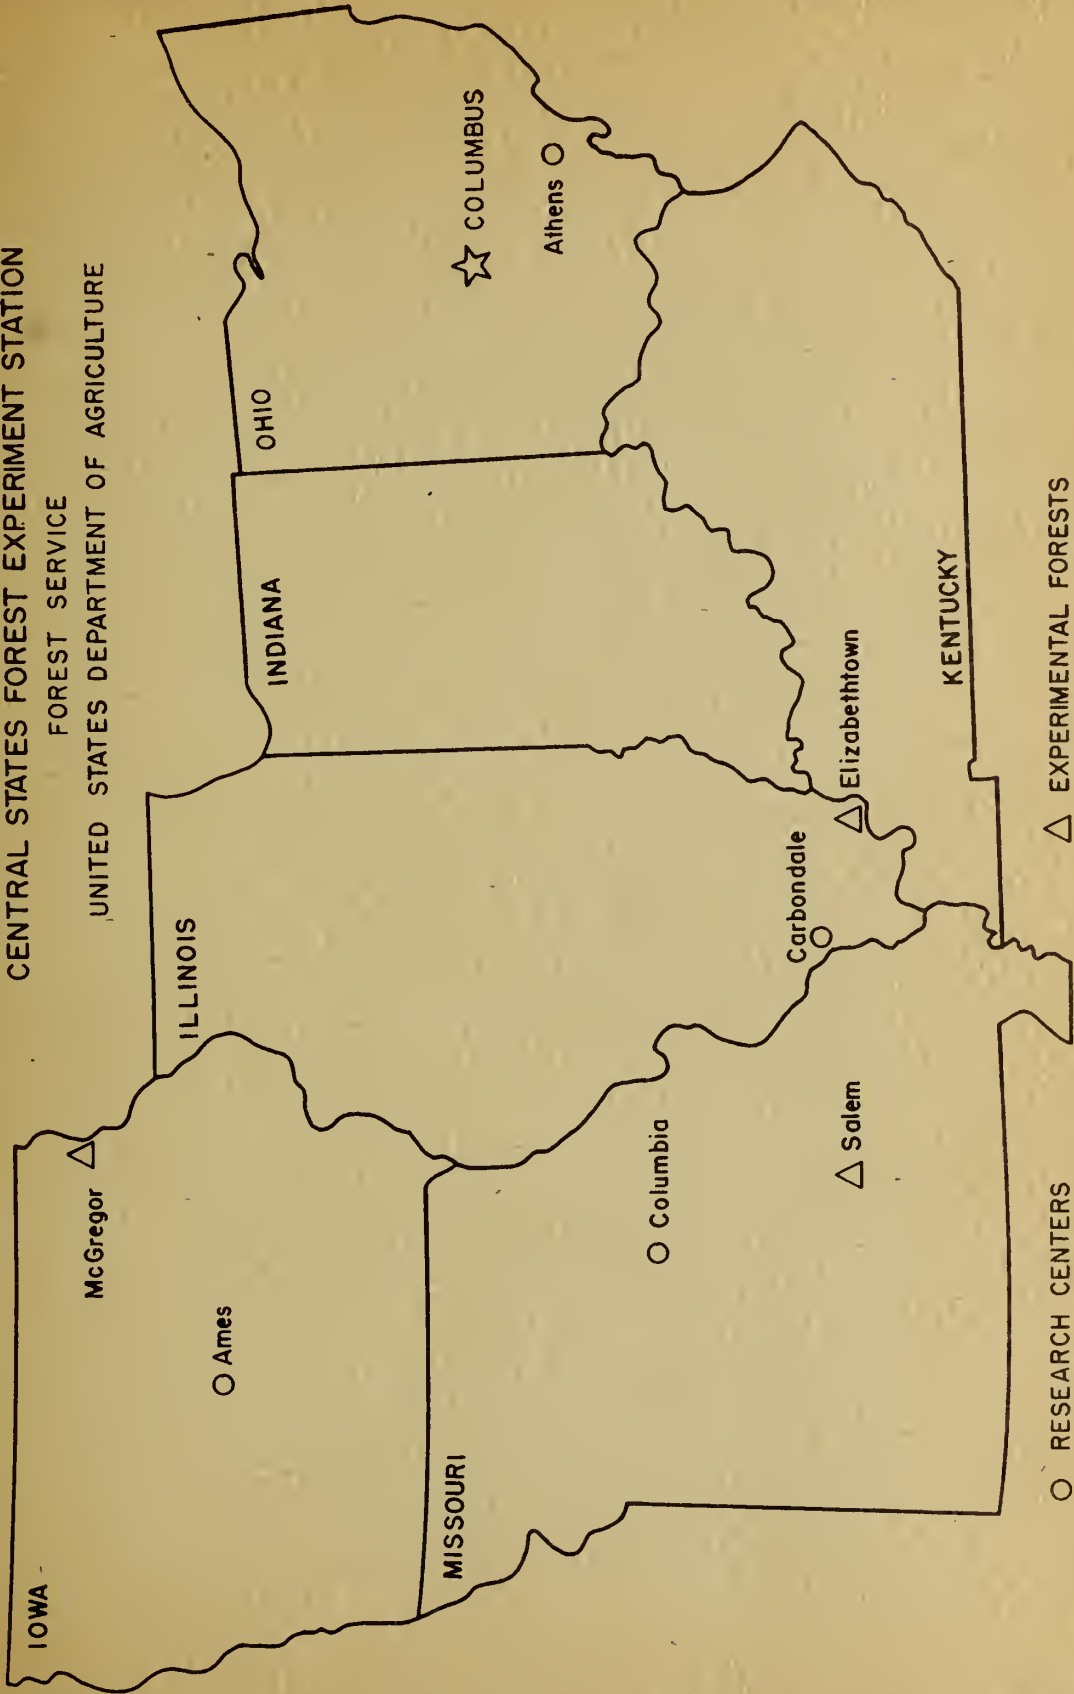 CENTRAL STATES FOREST EXPERIMENT STATION
FOREST SERVICE
UNITED STATES DEPARTMENT OF AGRICULTURE
IOWA
McGregor
Ames
ILLINOIS
INDIANA
OHIO
COLUMBUS
Athens
MISSOURI
Columbia
Salem
Carbondale
Elizabethtown
KENTUCKY
RESEARCH CENTERS
EXPERIMENTAL FORESTS